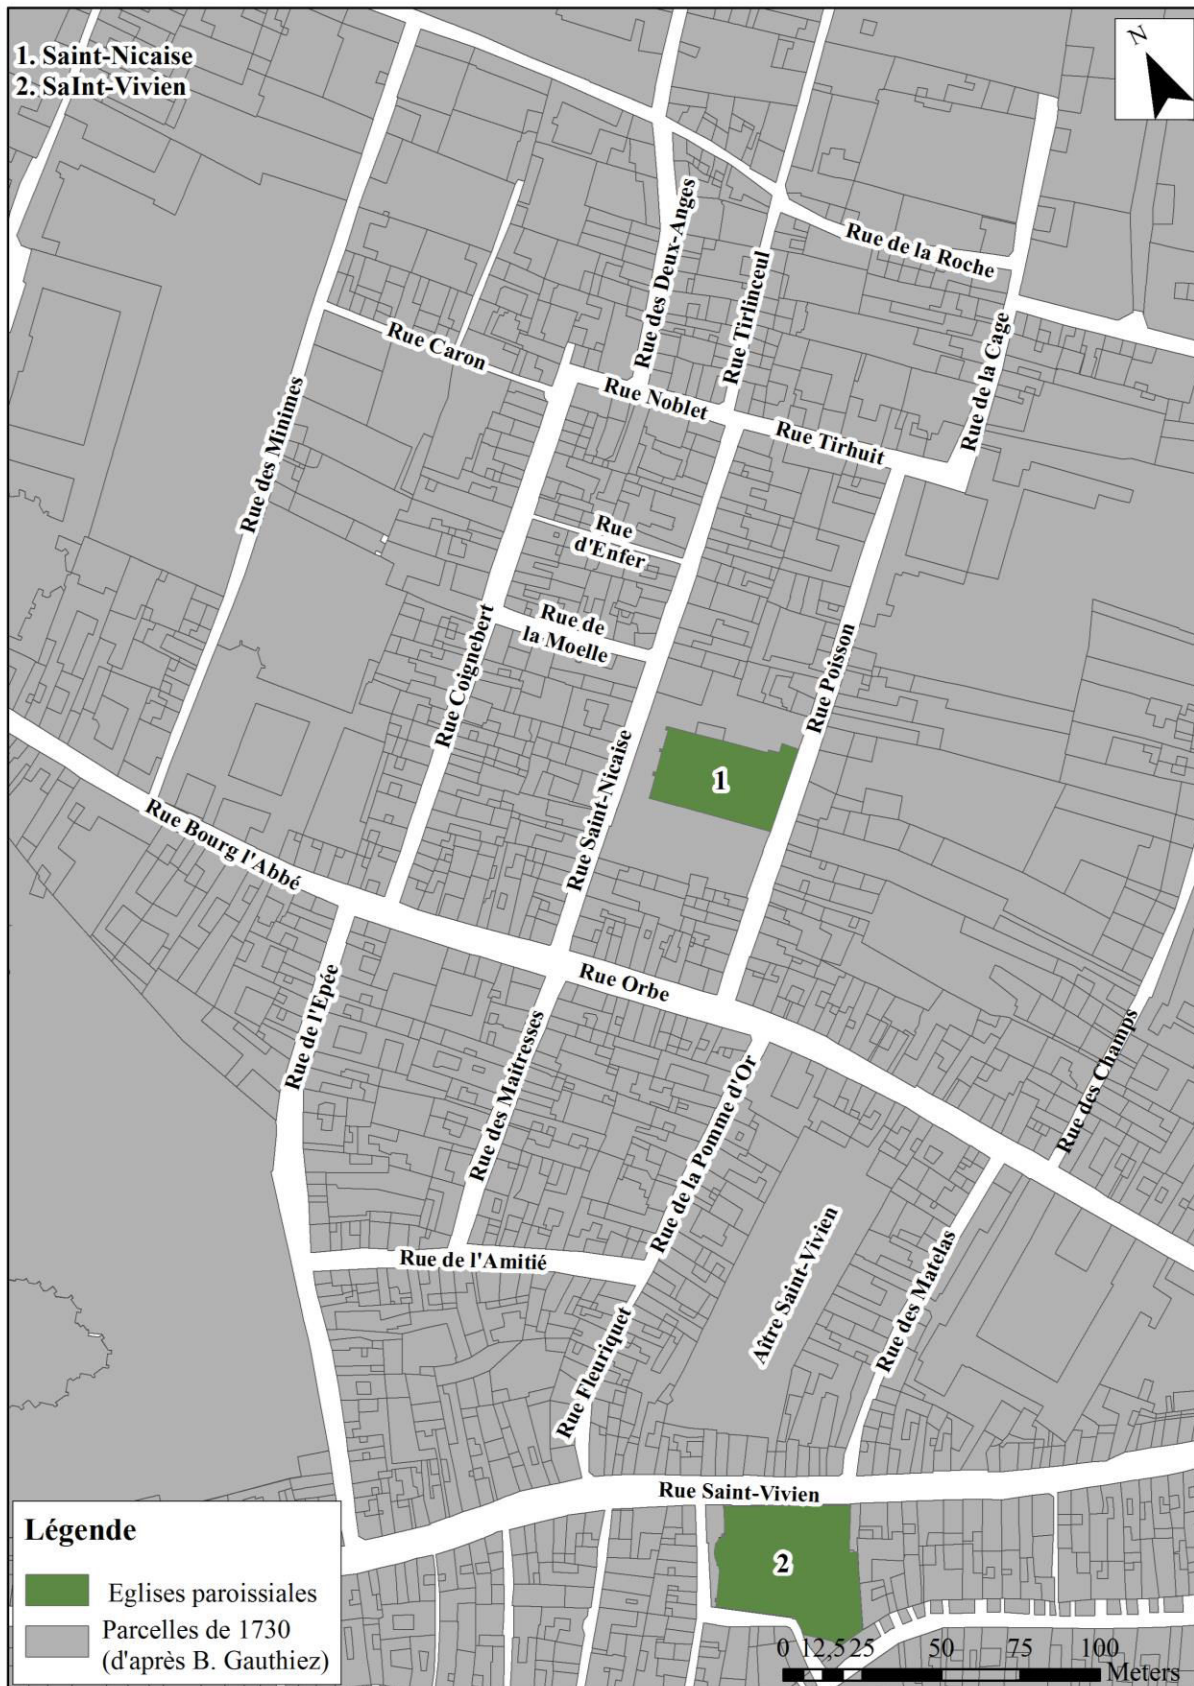 1. Saint-Nicaise
2. SaInt-Vivien
N
Rue des Deux-Anges
Rue de la Roche
Rue Tirlinceul
Rue Caron
Rue de la Cage
Rue Noblet
Rue Tirhuit
Rue des Minimes
Rue
d'Enfer
Rue de
la Moelle
Rue Coignebert
Rue Poisson
Rue Saint-Nicaise
1
Rue Bourg l'Abbé
Rue Orbe
Rue de l'Epée
Rue des Maitresses
Rue de la Pomme d'Or
Rue des Champs
Rue de l'Amitié
Aître Saint-Vivien
Rue des Matelas
Rue Fleuriquet
Rue Saint-Vivien
2
Légende
Eglises paroissiales
Parcelles de 1730
(d'après B. Gauthiez)
0 12,5 25 50 75 100
Meters